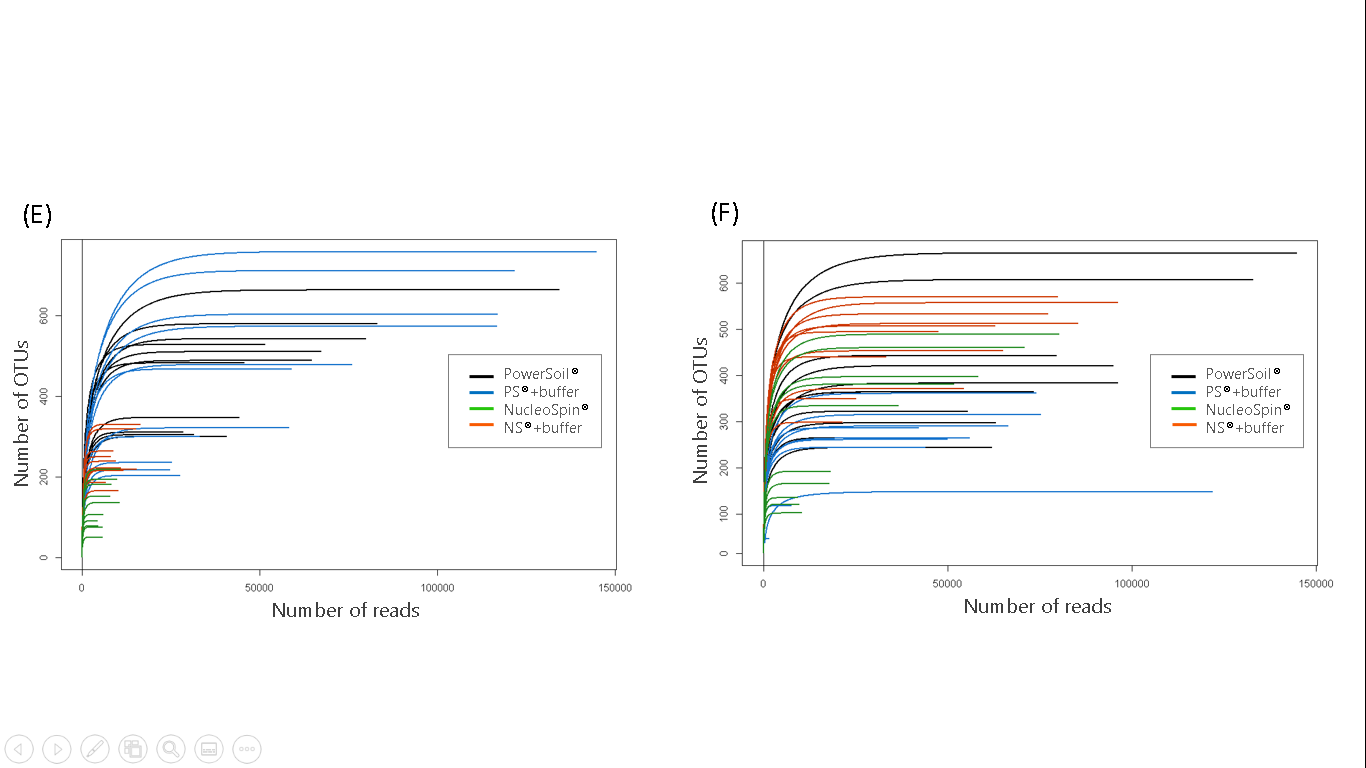 (E)
Number of OTUs
600
400
200
0
PowerSoil®
PS®+buffer
NucleoSpin®
NS®+buffer
0
50000
100000
150000
Number of reads
(F)
Number of OTUs
600
500
400
300
200
100
0
PowerSoil®
PS®+buffer
NucleoSpin®
NS®+buffer
0
50000
100000
150000
Number of reads